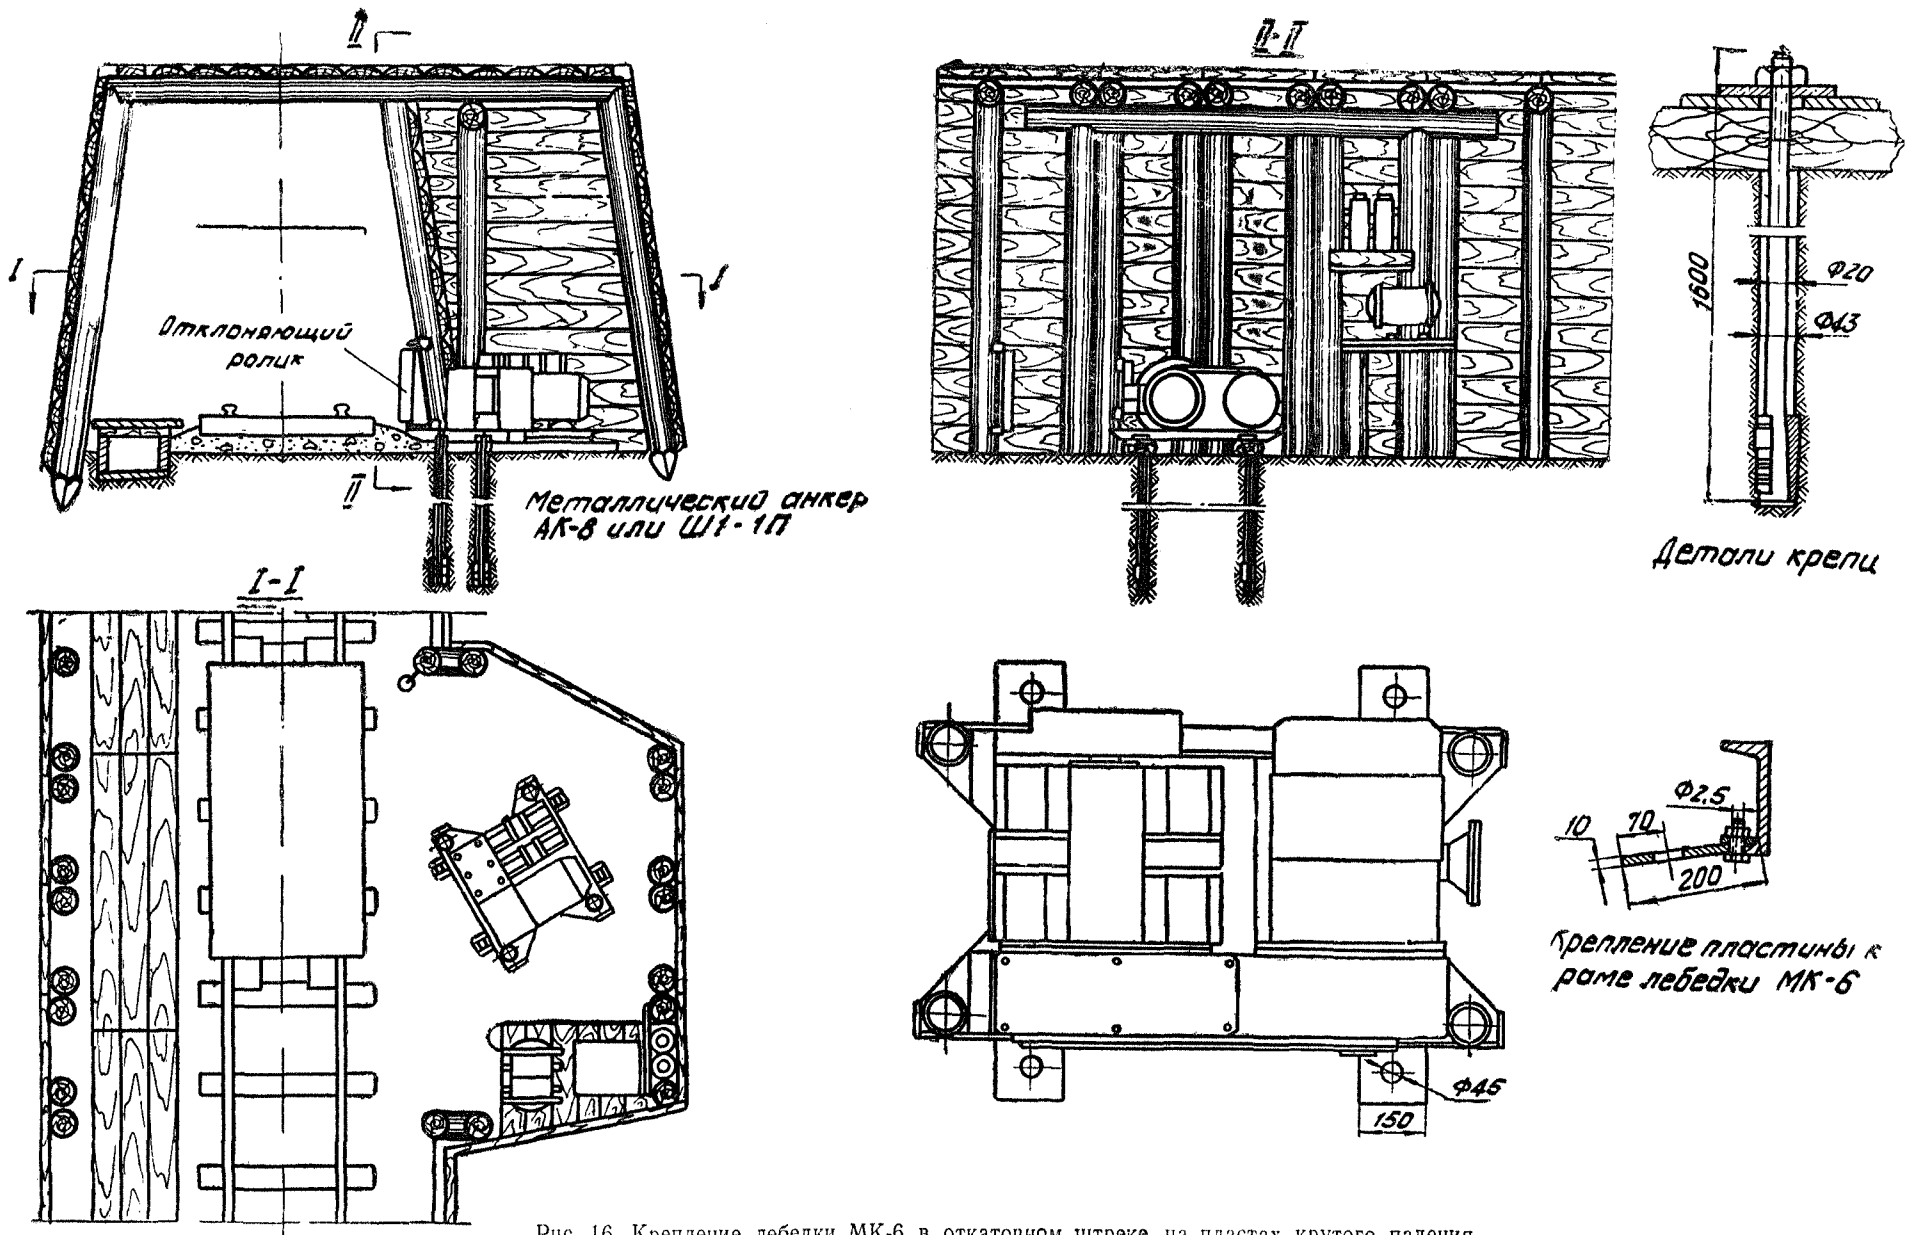 II
II-II
I
I
Отклоняющий
ролик
1600
Ф20
Ф43
II
Металлический анкер
АК-8 или Ш1-1П
Детали крепи
I-I
Ф2,5
10
70
200
Крепление пластины к
раме лебедки МК-6
Ф45
150
Рис. 16. Крепление лебедки МК-6 в откаточном штреке на пластах крутого падения